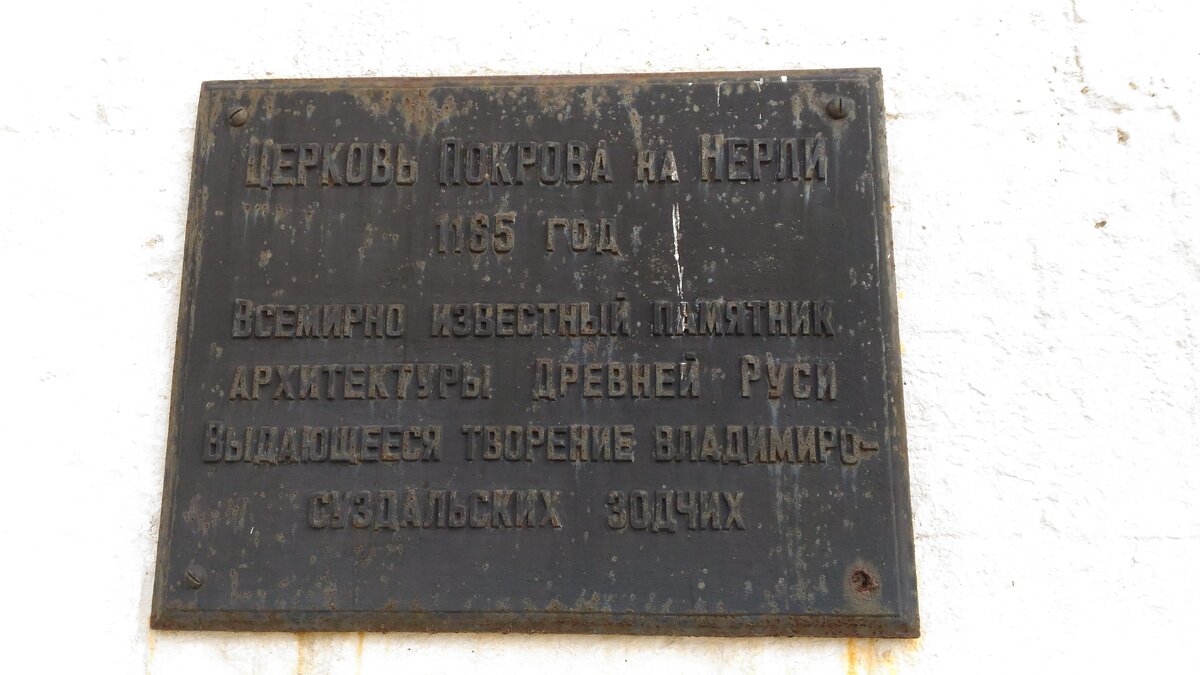 Церковь Покрова на Нерли
1165 год
Всемирно известный памятник
архитектуры Древней Руси
Выдающееся творение владимиро-
суздальских зодчих